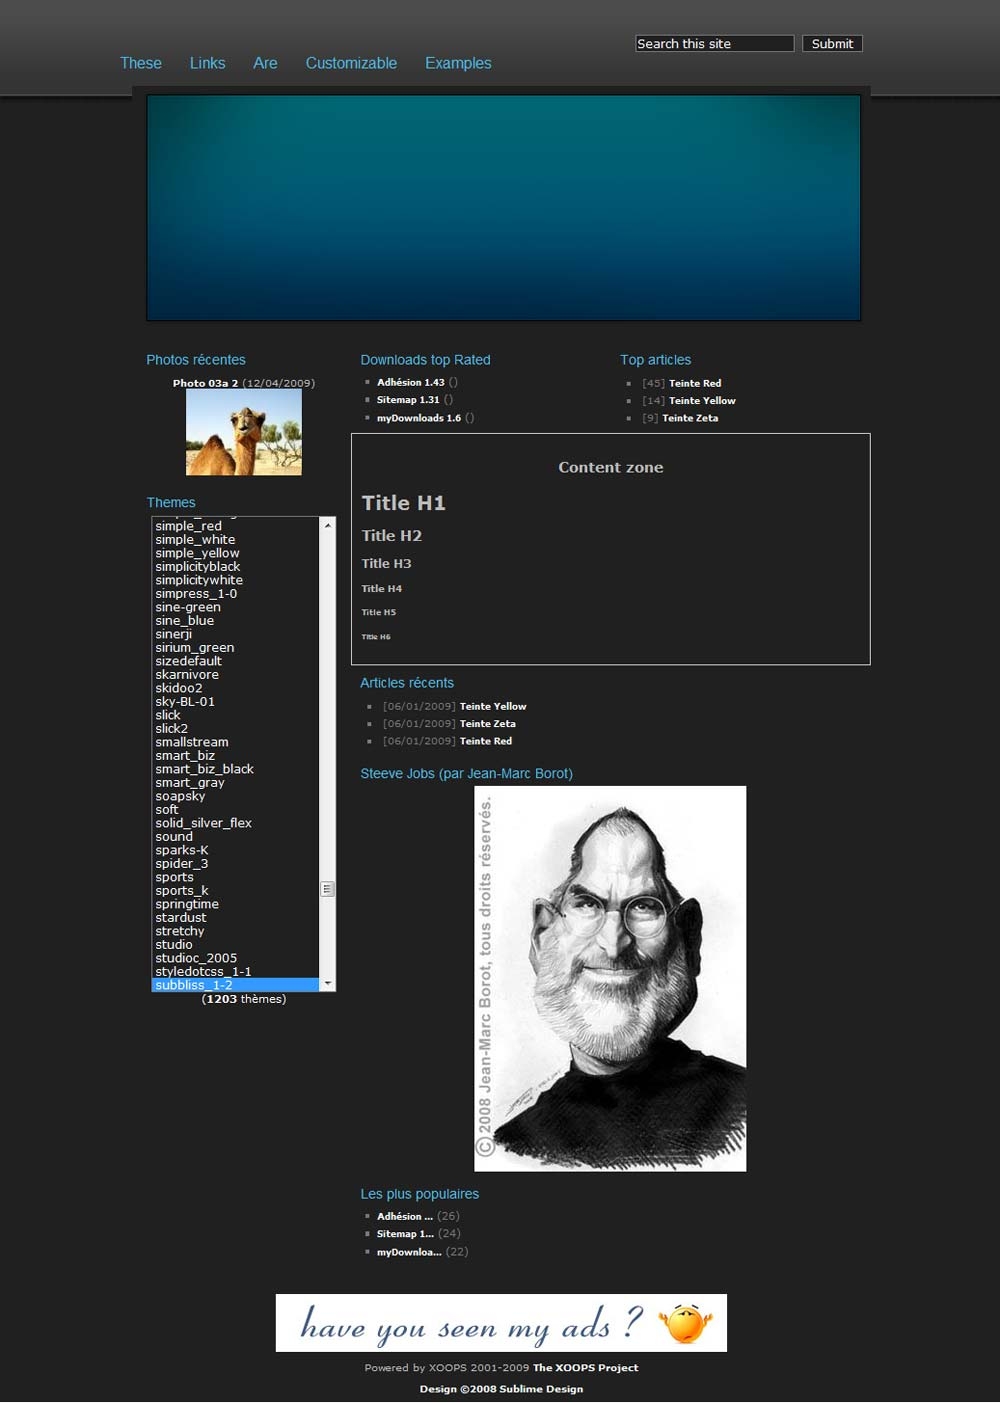 Search this site
Submit
These Links Are Customizable Examples
Photos récentes
Photo 03a 2 (12/04/2009)
Themes
simple_red
simple_white
simple_yellow
simplicityblack
simplicitywhite
simpress_1-0
sine-green
sine_blue
sinerji
sirium_green
sizedefault
skarnivore
skidoo2
sky-BL-01
slick
slick2
smallstream
smart_biz
smart_biz_black
smart_gray
soapsky
soft
solid_silver_flex
sound
sparks-K
spider_3
sports
sports_k
springtime
stardust
stretchy
studio
studioc_2005
styledotcss_1-1
subbliss_1-2
(1203 thèmes)
Downloads top Rated
Adhésion 1.43 ()
Sitemap 1.31 ()
myDownloads 1.6 ()
Top articles
[45] Teinte Red
[14] Teinte Yellow
[9] Teinte Zeta
Content zone
Title H1
Title H2
Title H3
Title H4
Title H5
Title H6
Articles récents
[06/01/2009] Teinte Yellow
[06/01/2009] Teinte Zeta
[06/01/2009] Teinte Red
Steeve Jobs (par Jean-Marc Borot)
© 2008 Jean-Marc Borot, tous droits réservés.
Les plus populaires
Adhésion ... (26)
Sitemap 1... (24)
myDownloa... (22)
have you seen my ads ?
Powered by XOOPS 2001-2009 The XOOPS Project
Design ©2008 Sublime Design